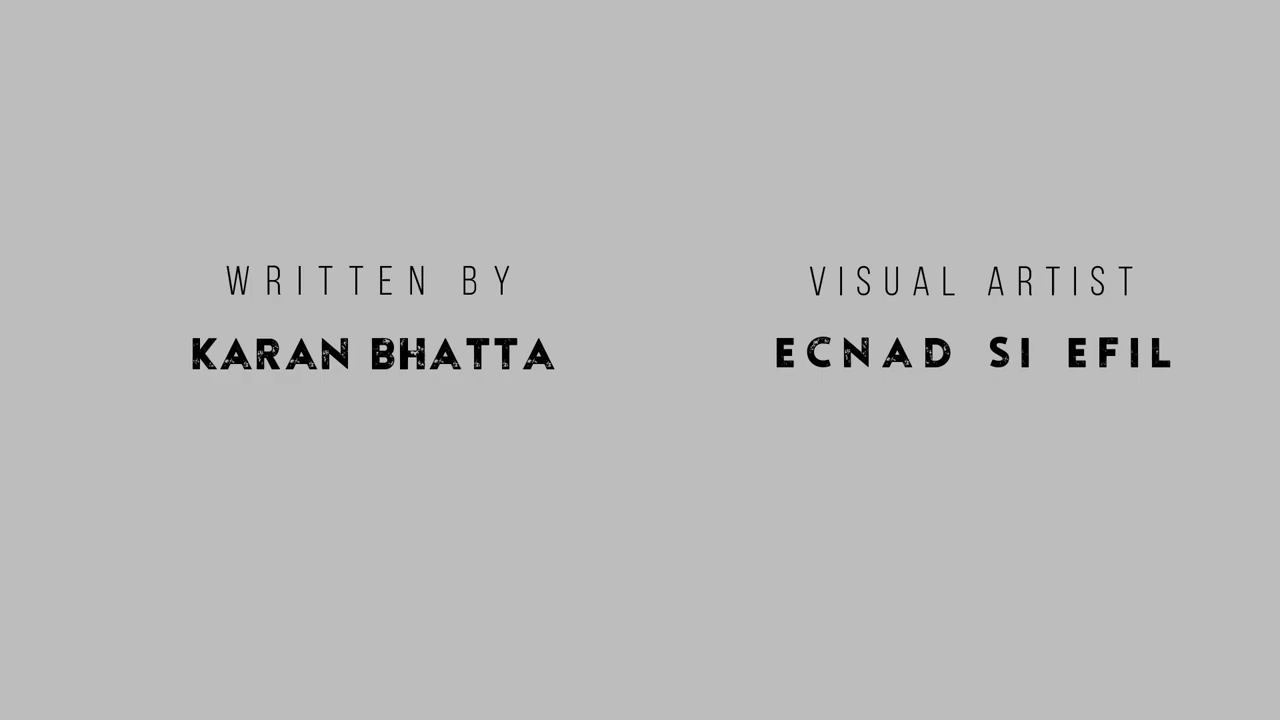 WRITTEN BY
KARAN BHATTA
VISUAL ARTIST
ECNAD SI EFIL